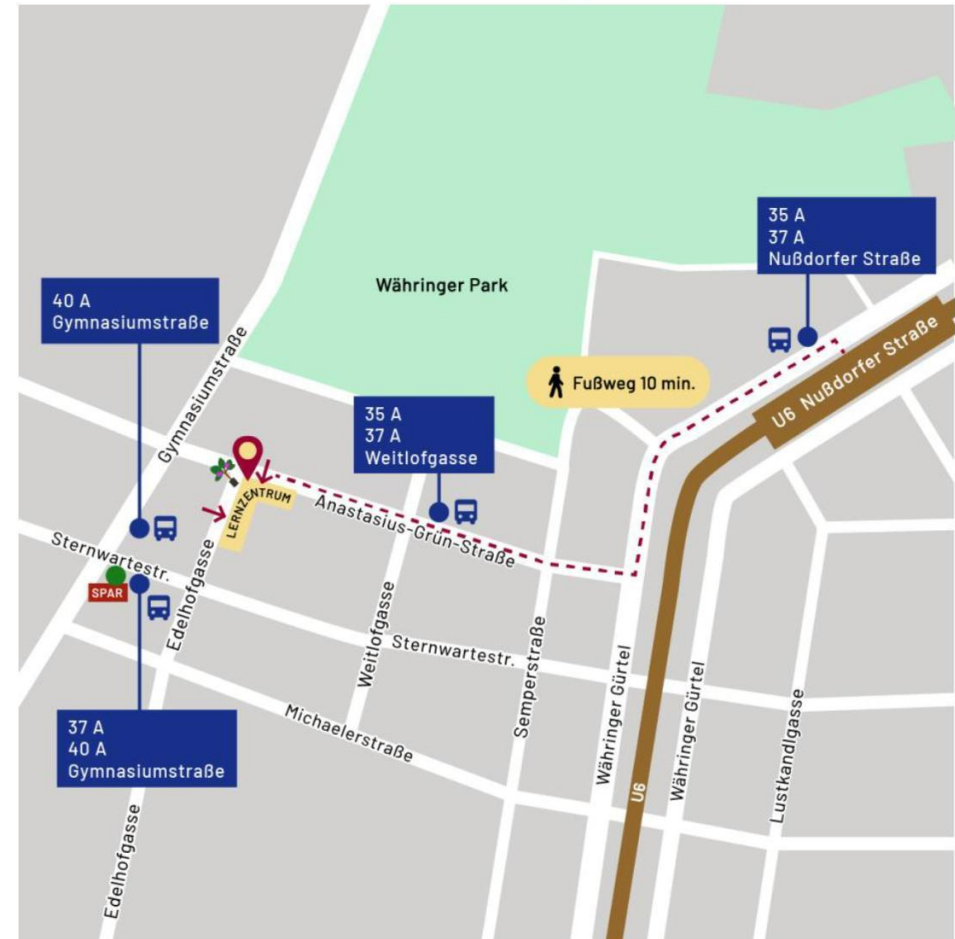 35 A
37 A
Nußdorfer Straße
Währinger Park
40 A
Gymnasiumstraße
Gymnasiumstraße
U6 Nußdorfer Straße
Fußweg 10 min.
35 A
37 A
Weitlofgasse
LERNZENTRUM
Anastasius-Grün-Straße
Sternwartestr.
SPAR
Edelhofgasse
Weitlofgasse
Sternwartestr.
Semperstraße
Währinger Gürtel
Währinger Gürtel
Lustkandlgasse
Michaelerstraße
37 A
40 A
Gymnasiumstraße
U6
Edelhofgasse